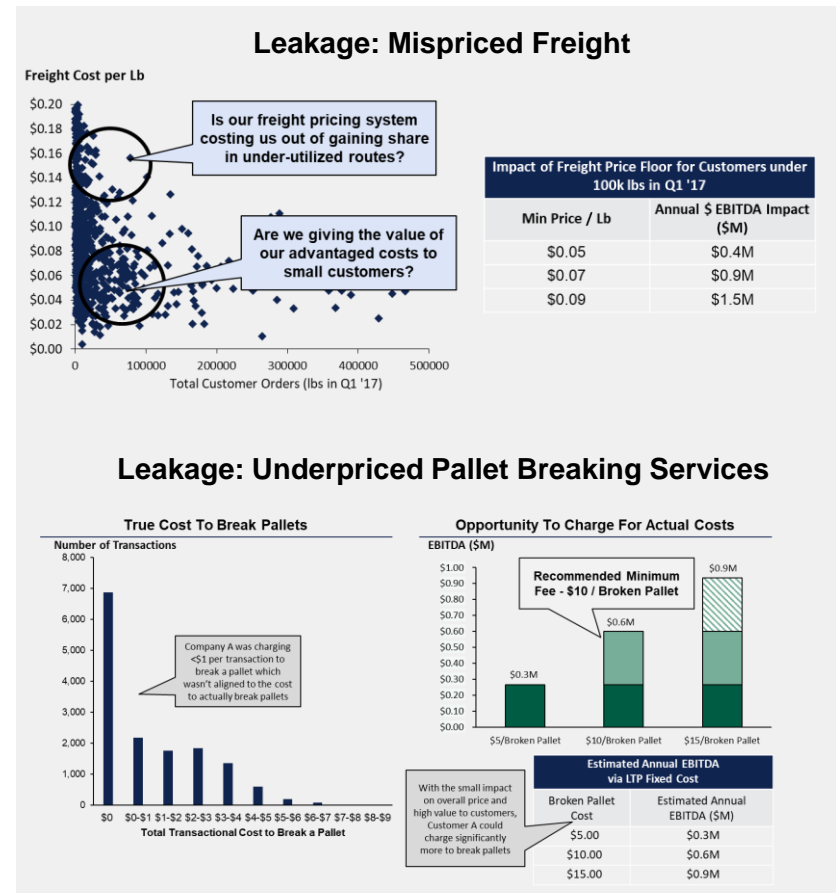 Leakage: Mispriced Freight
Freight Cost per Lb
$0.20
$0.18
$0.16
$0.14
$0.12
$0.10
$0.08
$0.06
$0.04
$0.02
$0.00
Is our freight pricing system
costing us out of gaining share
in under-utilized routes?
Are we giving the value of
our advantaged costs to
small customers?
0 100000 200000 300000 400000 500000
Total Customer Orders (lbs in Q1 '17)
Impact of Freight Price Floor for Customers under
100k lbs in Q1 '17
Min Price / Lb
Annual $ EBITDA Impact
($M)
$0.05 $0.4M
$0.07 $0.9M
$0.09 $1.5M
Leakage: Underpriced Pallet Breaking Services
True Cost To Break Pallets
Number of Transactions
8,000
7,000
6,000
5,000
4,000
3,000
2,000
1,000
0
Company A was charging
<$1 per transaction to
break a pallet which
wasn't aligned to the cost
to actually break pallets
$0 $0-$1 $1-$2 $2-$3 $3-$4 $4-$5 $5-$6 $6-$7 $7-$8 $8-$9
Total Transactional Cost to Break a Pallet
Opportunity To Charge For Actual Costs
EBITDA ($M)
$1.00
$0.90
$0.80
$0.70
$0.60
$0.50
$0.40
$0.30
$0.20
$0.10
$0.00
Recommended Minimum
Fee - $10 / Broken Pallet
$0.3M
$0.6M
$0.9M
$5/Broken Pallet $10/Broken Pallet $15/Broken Pallet
With the small impact
on overall price and
high value to customers,
Customer A could
charge significantly
more to break pallets
Estimated Annual EBITDA
via LTP Fixed Cost
Broken Pallet
Cost
Estimated Annual
EBITDA ($M)
$5.00 $0.3M
$10.00 $0.6M
$15.00 $0.9M